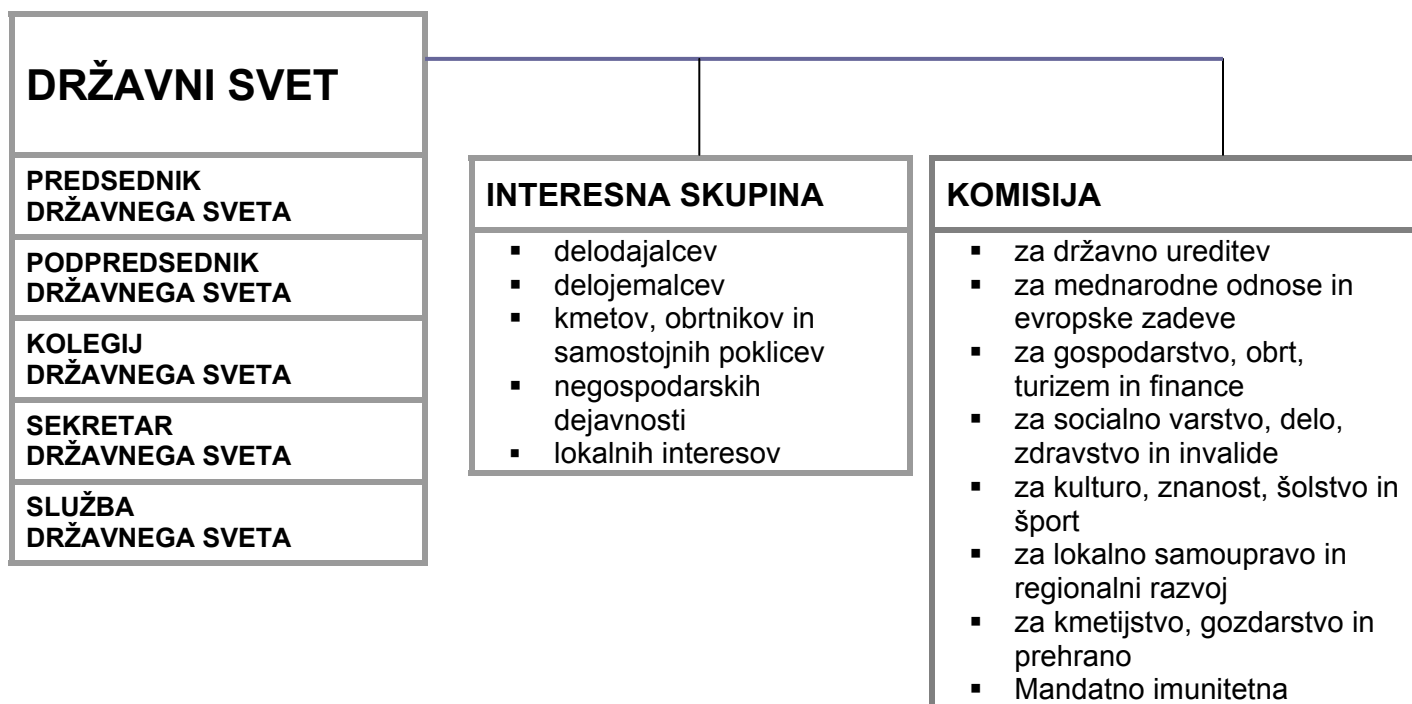 DRŽAVNI SVET
PREDSEDNIK
DRŽAVNEGA SVETA
PODPREDSEDNIK
DRŽAVNEGA SVETA
KOLEGIJ
DRŽAVNEGA SVETA
SEKRETAR
DRŽAVNEGA SVETA
SLUŽBA
DRŽAVNEGA SVETA
INTERESNA SKUPINA
▪ delodajalcev
▪ delojemalcev
▪ kmetov, obrtnikov in
samostojnih poklicev
▪ negospodarskih
dejavnosti
▪ lokalnih interesov
KOMISIJA
▪ za državno ureditev
▪ za mednarodne odnose in
evropske zadeve
▪ za gospodarstvo, obrt,
turizem in finance
▪ za socialno varstvo, delo,
zdravstvo in invalide
▪ za kulturo, znanost, šolstvo in
šport
▪ za lokalno samoupravo in
regionalni razvoj
▪ za kmetijstvo, gozdarstvo in
prehrano
▪ Mandatno imunitetna